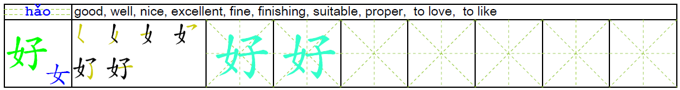 hǎo good, well, nice, excellent, fine, finishing, suitable, proper, to love, to like
好 女 好 好 好 好